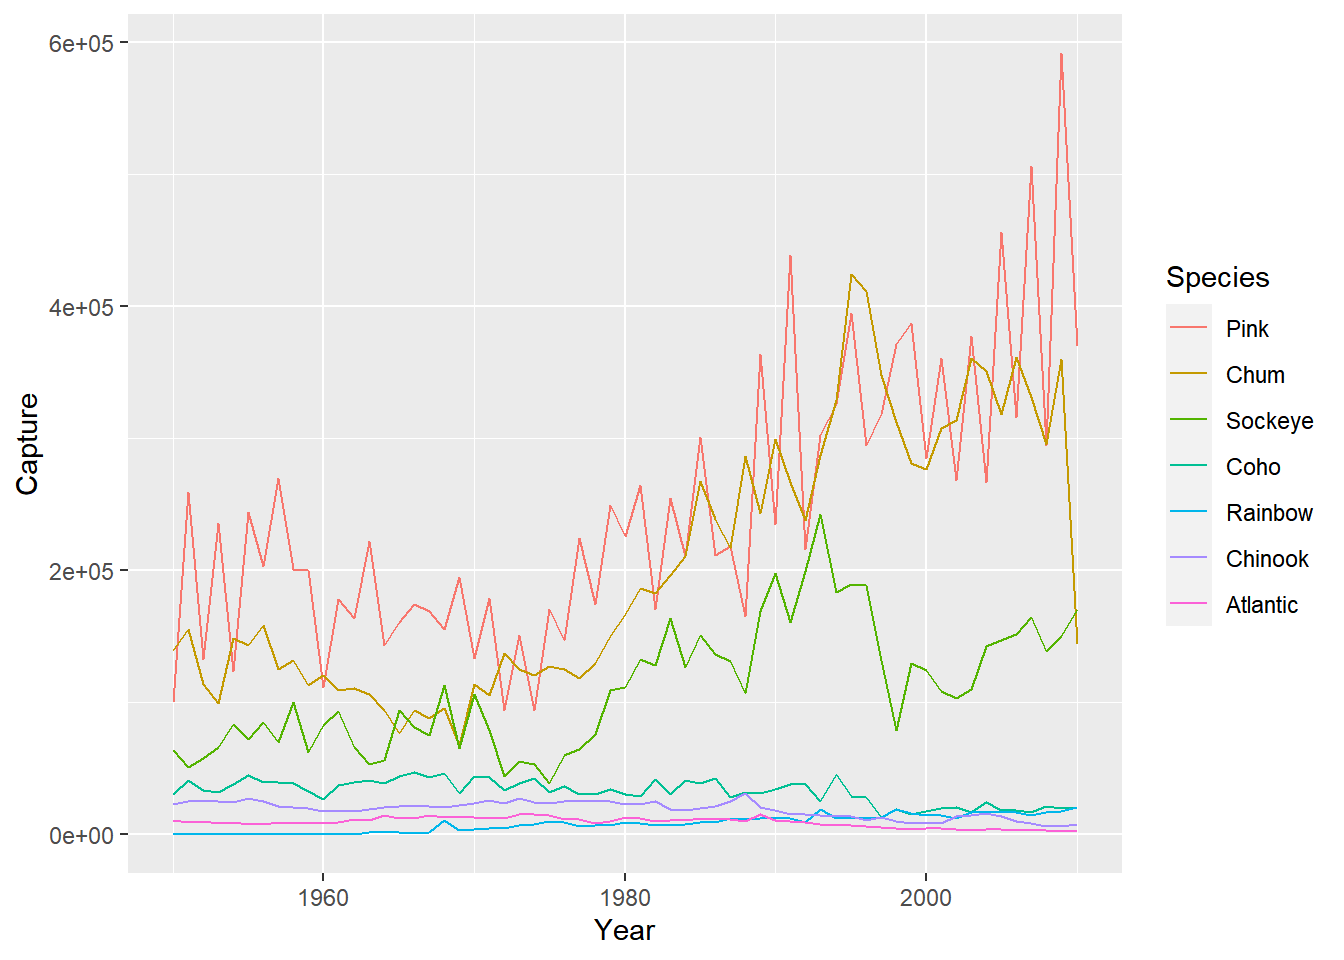 6e+05
4e+05
2e+05
0e+00
Capture
1960
1980
2000
Year
Species
Pink
Chum
Sockeye
Coho
Rainbow
Chinook
Atlantic